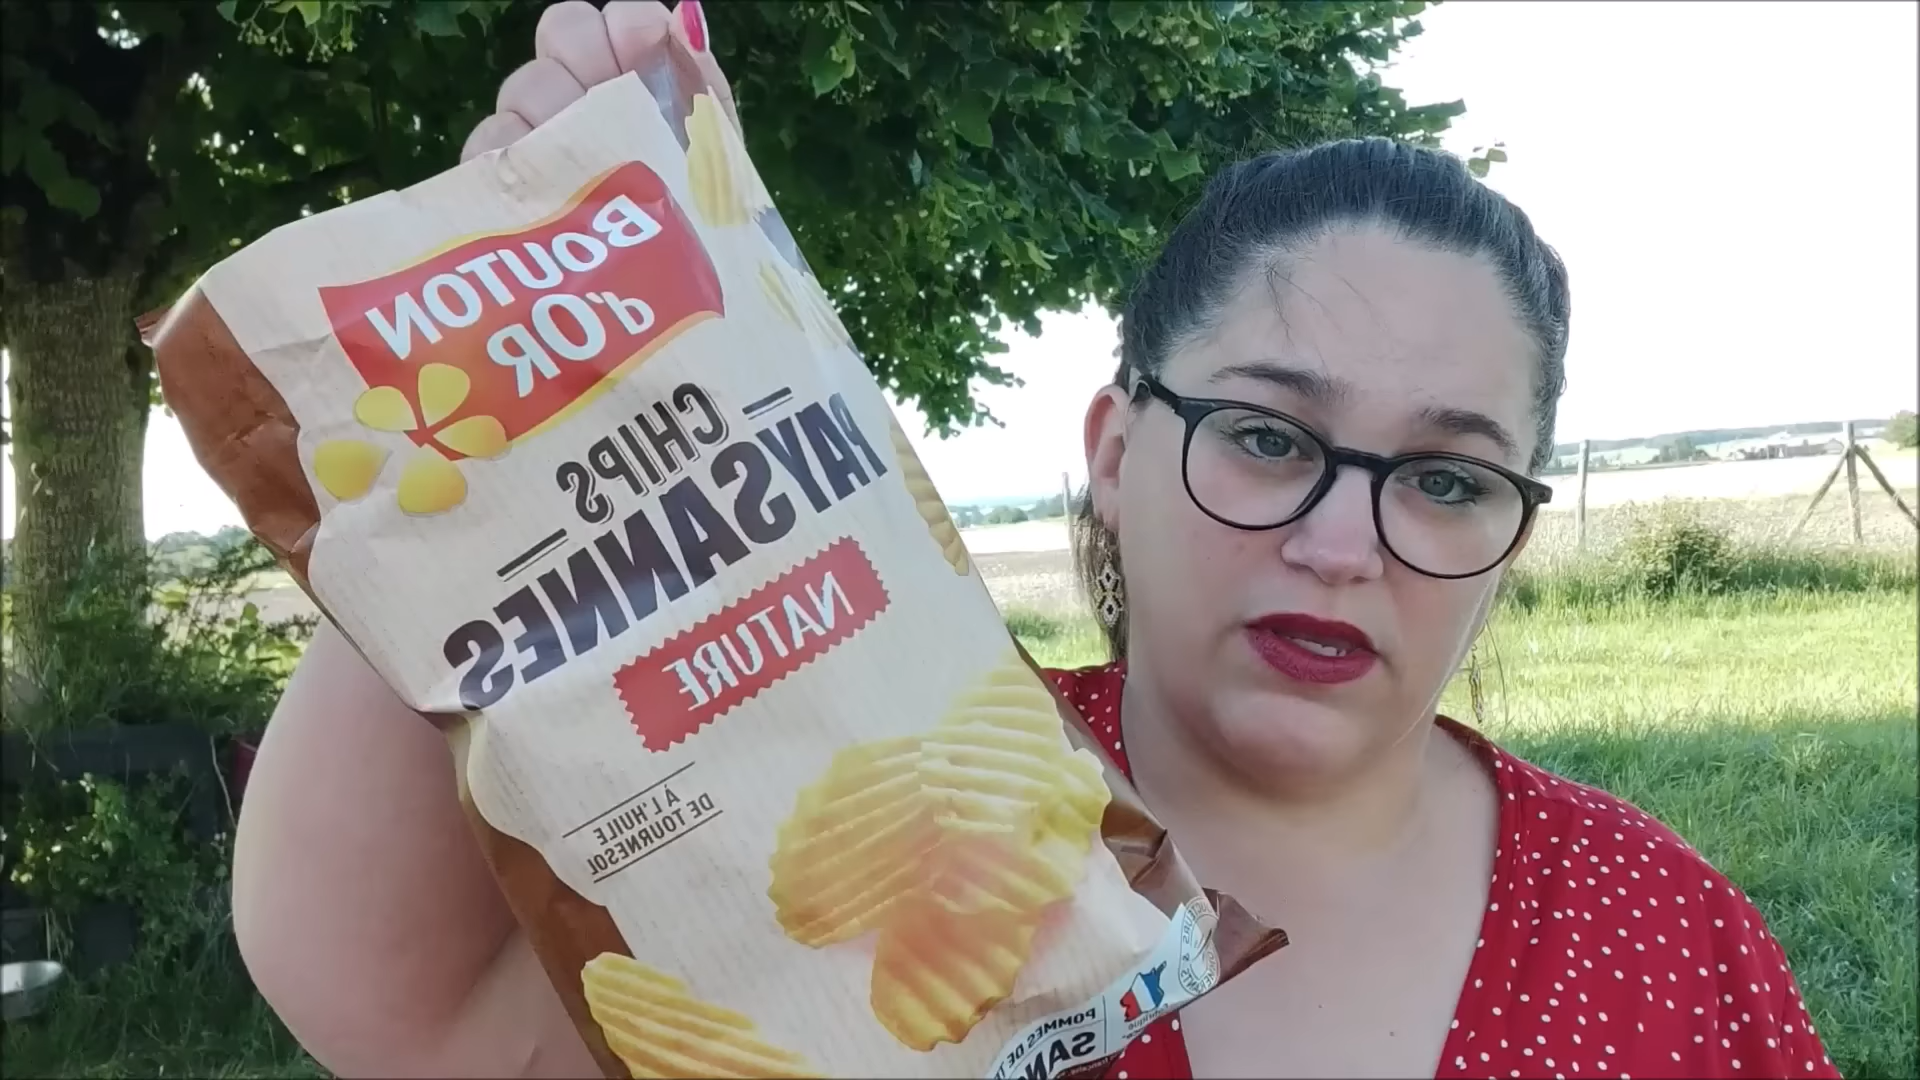 BOUTON
d'OR
CHIPS
PAYSANNES
NATURE
À L'HUILE
DE TOURNESOL
POMMES DE